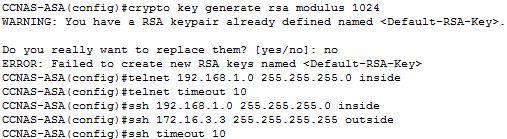 CCNAS-ASA(config)#crypto key generate rsa modulus 1024
WARNING: You have a RSA keypair already defined named <Default-RSA-Key>.
Do you really want to replace them? [yes/no]: no
ERROR: Failed to create new RSA keys named <Default-RSA-Key>
CCNAS-ASA(config)#telnet 192.168.1.0 255.255.255.0 inside
CCNAS-ASA(config)#telnet timeout 10
CCNAS-ASA(config)#ssh 192.168.1.0 255.255.255.0 inside
CCNAS-ASA(config)#ssh 172.16.3.3 255.255.255.255 outside
CCNAS-ASA(config)#ssh timeout 10